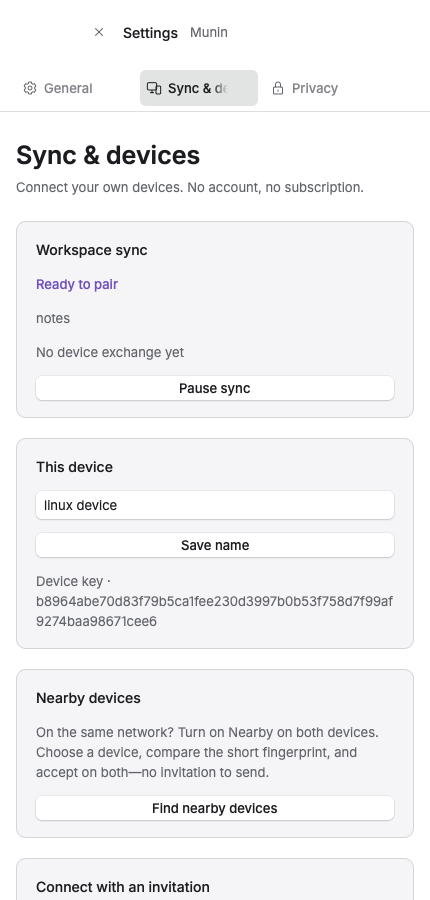 Settings Munin
General
Sync & de
Privacy
Sync & devices
Connect your own devices. No account, no subscription.
Workspace sync
Ready to pair
notes
No device exchange yet
Pause sync
This device
linux device
Save name
Device key ·
b8964abe70d83f79b5ca1fee230d3997b0b53f758d7f99af
9274baa98671cee6
Nearby devices
On the same network? Turn on Nearby on both devices.
Choose a device, compare the short fingerprint, and
accept on both—no invitation to send.
Find nearby devices
Connect with an invitation